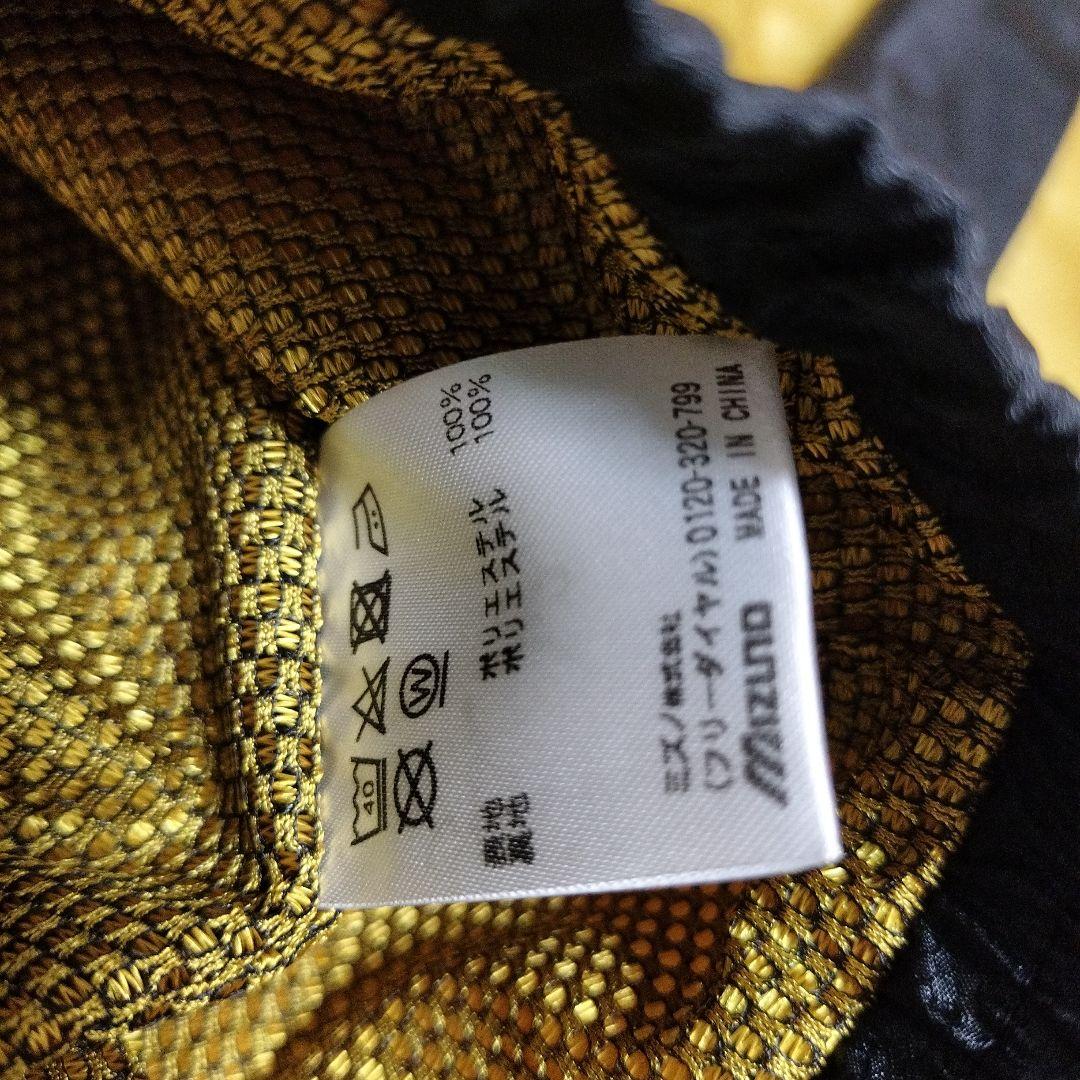 40
W
表地 ポリエステル 100%
裏地 ポリエステル 100%
ミズノ株式会社
(フリーダイヤル)0120-320-799
MIZUNO MADE IN CHINA